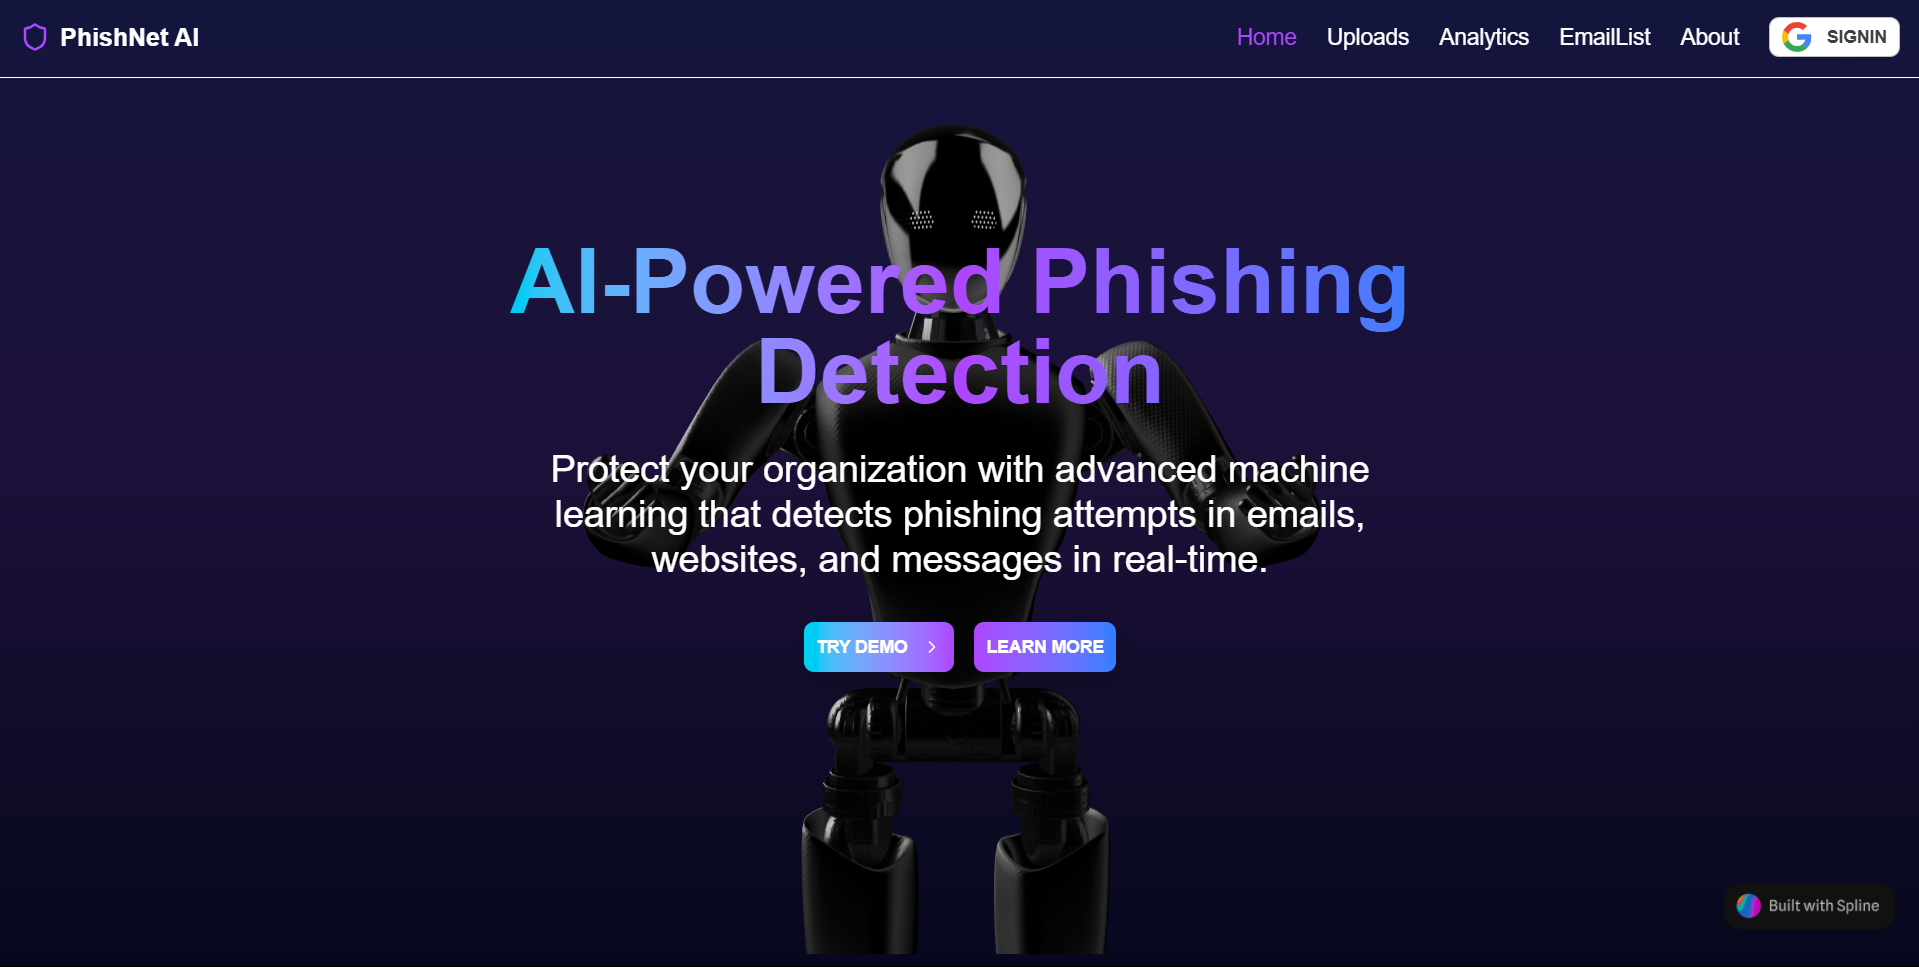 PhishNet AI
Home
Uploads
Analytics
EmailList
About
SIGNIN
AI-Powered Phishing
Detection
Protect your organization with advanced machine
learning that detects phishing attempts in emails,
websites, and messages in real-time.
TRY DEMO
LEARN MORE
Built with Spline